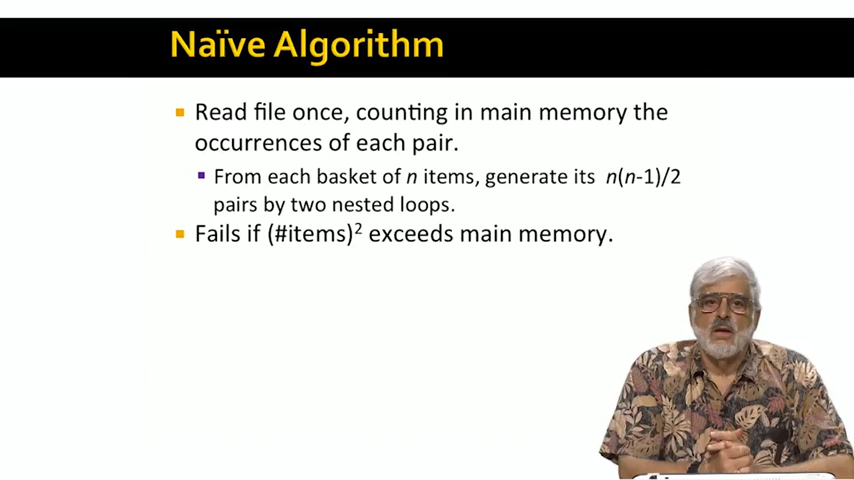 Naïve Algorithm
Read file once, counting in main memory the
occurrences of each pair.
From each basket of n items, generate its n(n-1)/2
pairs by two nested loops.
Fails if (#items)² exceeds main memory.